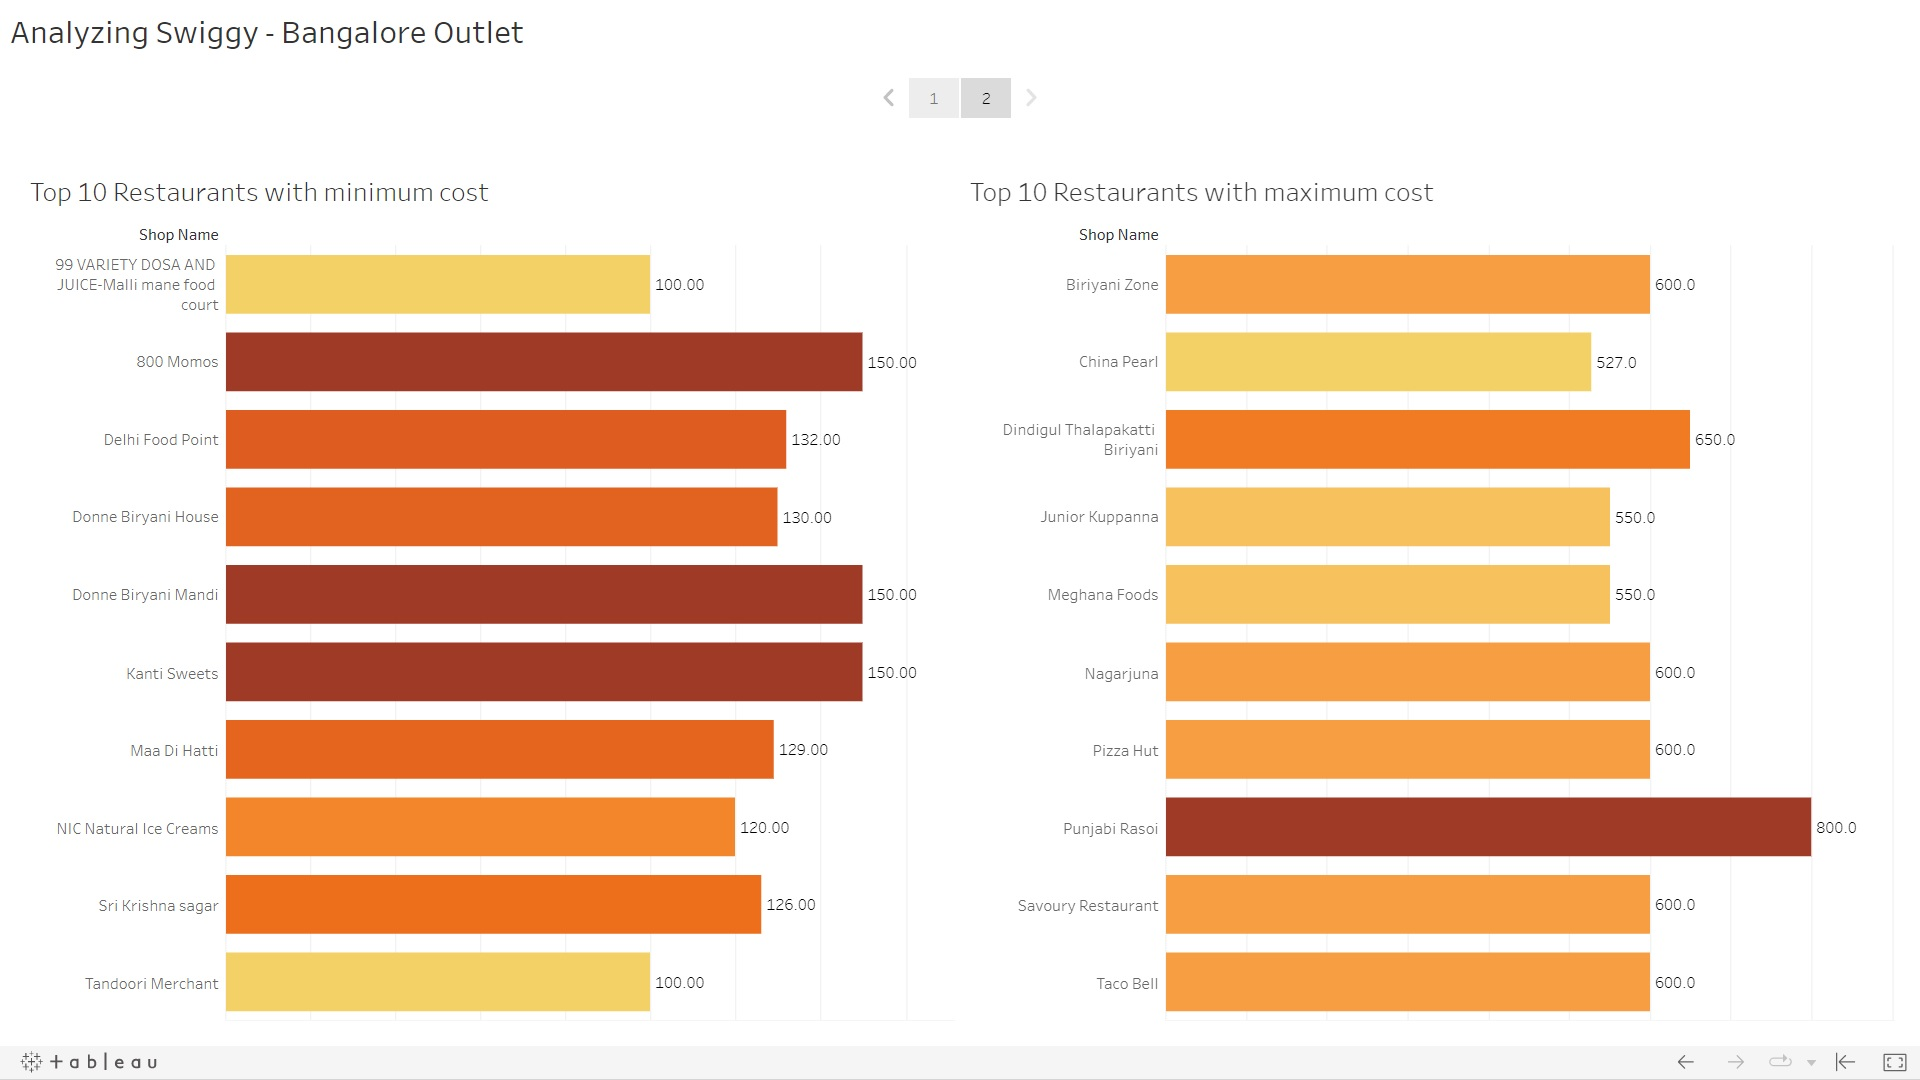 Analyzing Swiggy - Bangalore Outlet
1
2
Top 10 Restaurants with minimum cost
Shop Name
99 VARIETY DOSA AND
JUICE-Malli mane food
court
100.00
800 Momos
150.00
Delhi Food Point
132.00
Donne Biryani House
130.00
Donne Biryani Mandi
150.00
Kanti Sweets
150.00
Maa Di Hatti
129.00
NIC Natural Ice Creams
120.00
Sri Krishna sagar
126.00
Tandoori Merchant
100.00
Top 10 Restaurants with maximum cost
Shop Name
Biriyani Zone
600.0
China Pearl
527.0
Dindigul Thalapakatti
Biriyani
650.0
Junior Kuppanna
550.0
Meghana Foods
550.0
Nagarjuna
600.0
Pizza Hut
600.0
Punjabi Rasoi
800.0
Savoury Restaurant
600.0
Taco Bell
600.0
tableau